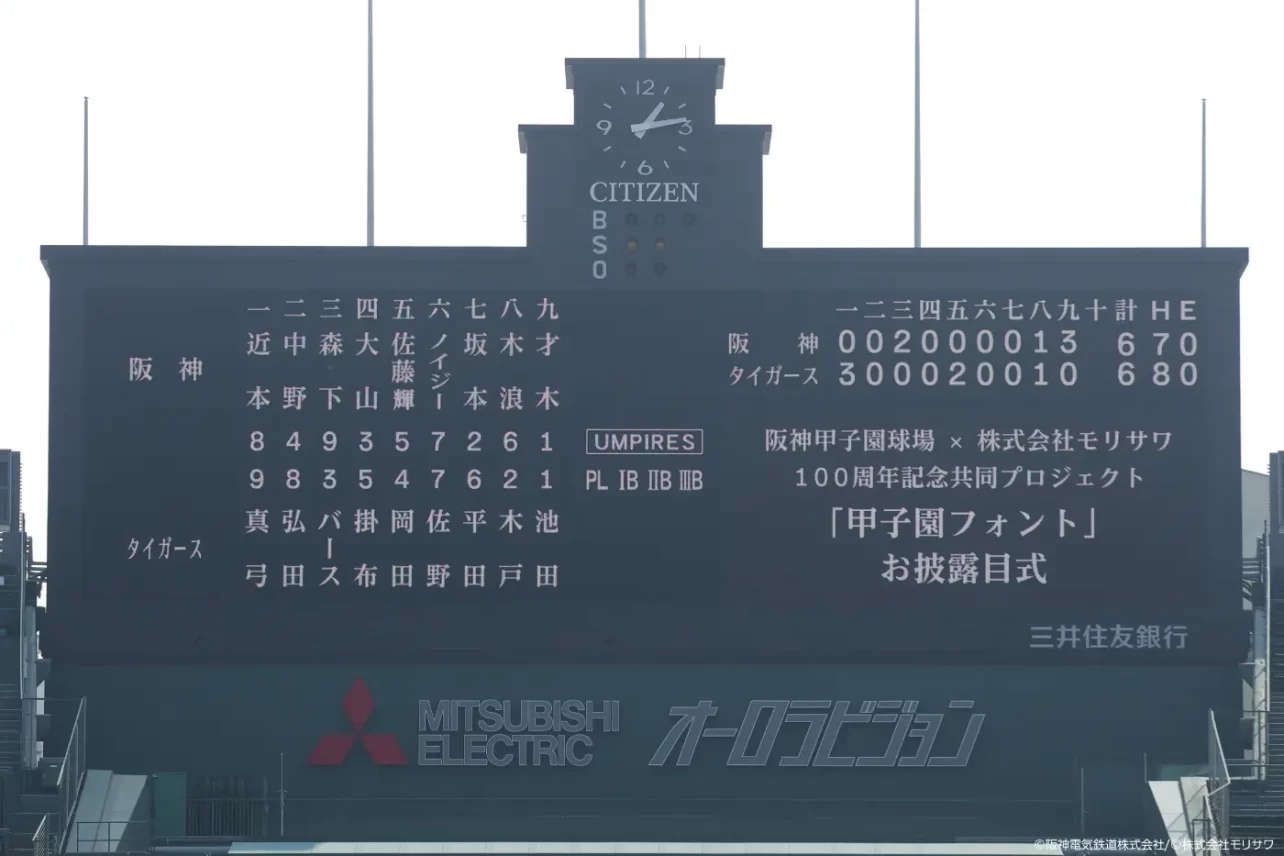 12
9 3
6
CITIZEN
B
S
O
一 二 三 四 五 六 七 八 九
阪神
近本 中野 森下 大山 佐藤輝 ノイジー 坂本 木浪 才木
8 4 9 3 5 7 2 6 1
9 8 3 5 4 7 6 2 1
タイガース
真弓 弘田 バース 掛布 岡田 佐野 平田 木戸 池田
UMPIRES
PL ⅠB ⅡB ⅢB
一二三四五六七八九十 計 H E
阪神 0 0 2 0 0 0 0 1 3 6 7 0
タイガース 3 0 0 0 2 0 0 1 0 6 8 0
阪神甲子園球場 × 株式会社モリサワ
100周年記念共同プロジェクト
「甲子園フォント」
お披露目式
三井住友銀行
MITSUBISHI
ELECTRIC
オーロラビジョン
©阪神電気鉄道株式会社/©株式会社モリサワ